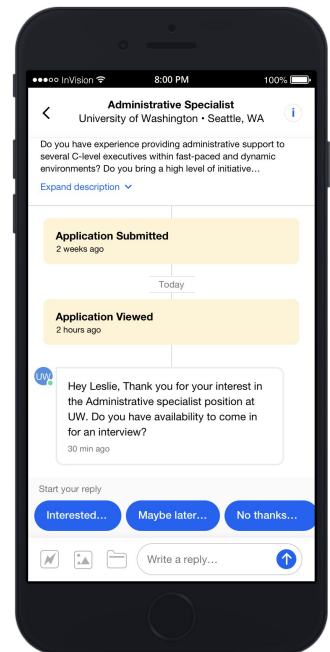 InVision 8:00 PM 100%
Administrative Specialist
University of Washington • Seattle, WA
i
Do you have experience providing administrative support to
several C-level executives within fast-paced and dynamic
environments? Do you bring a high level of initiative…
Expand description
Application Submitted
2 weeks ago
Today
Application Viewed
2 hours ago
UW
Hey Leslie, Thank you for your interest in
the Administrative specialist position at
UW. Do you have availability to come in
for an interview?
30 min ago
Start your reply
Interested… Maybe later… No thanks…
Write a reply…